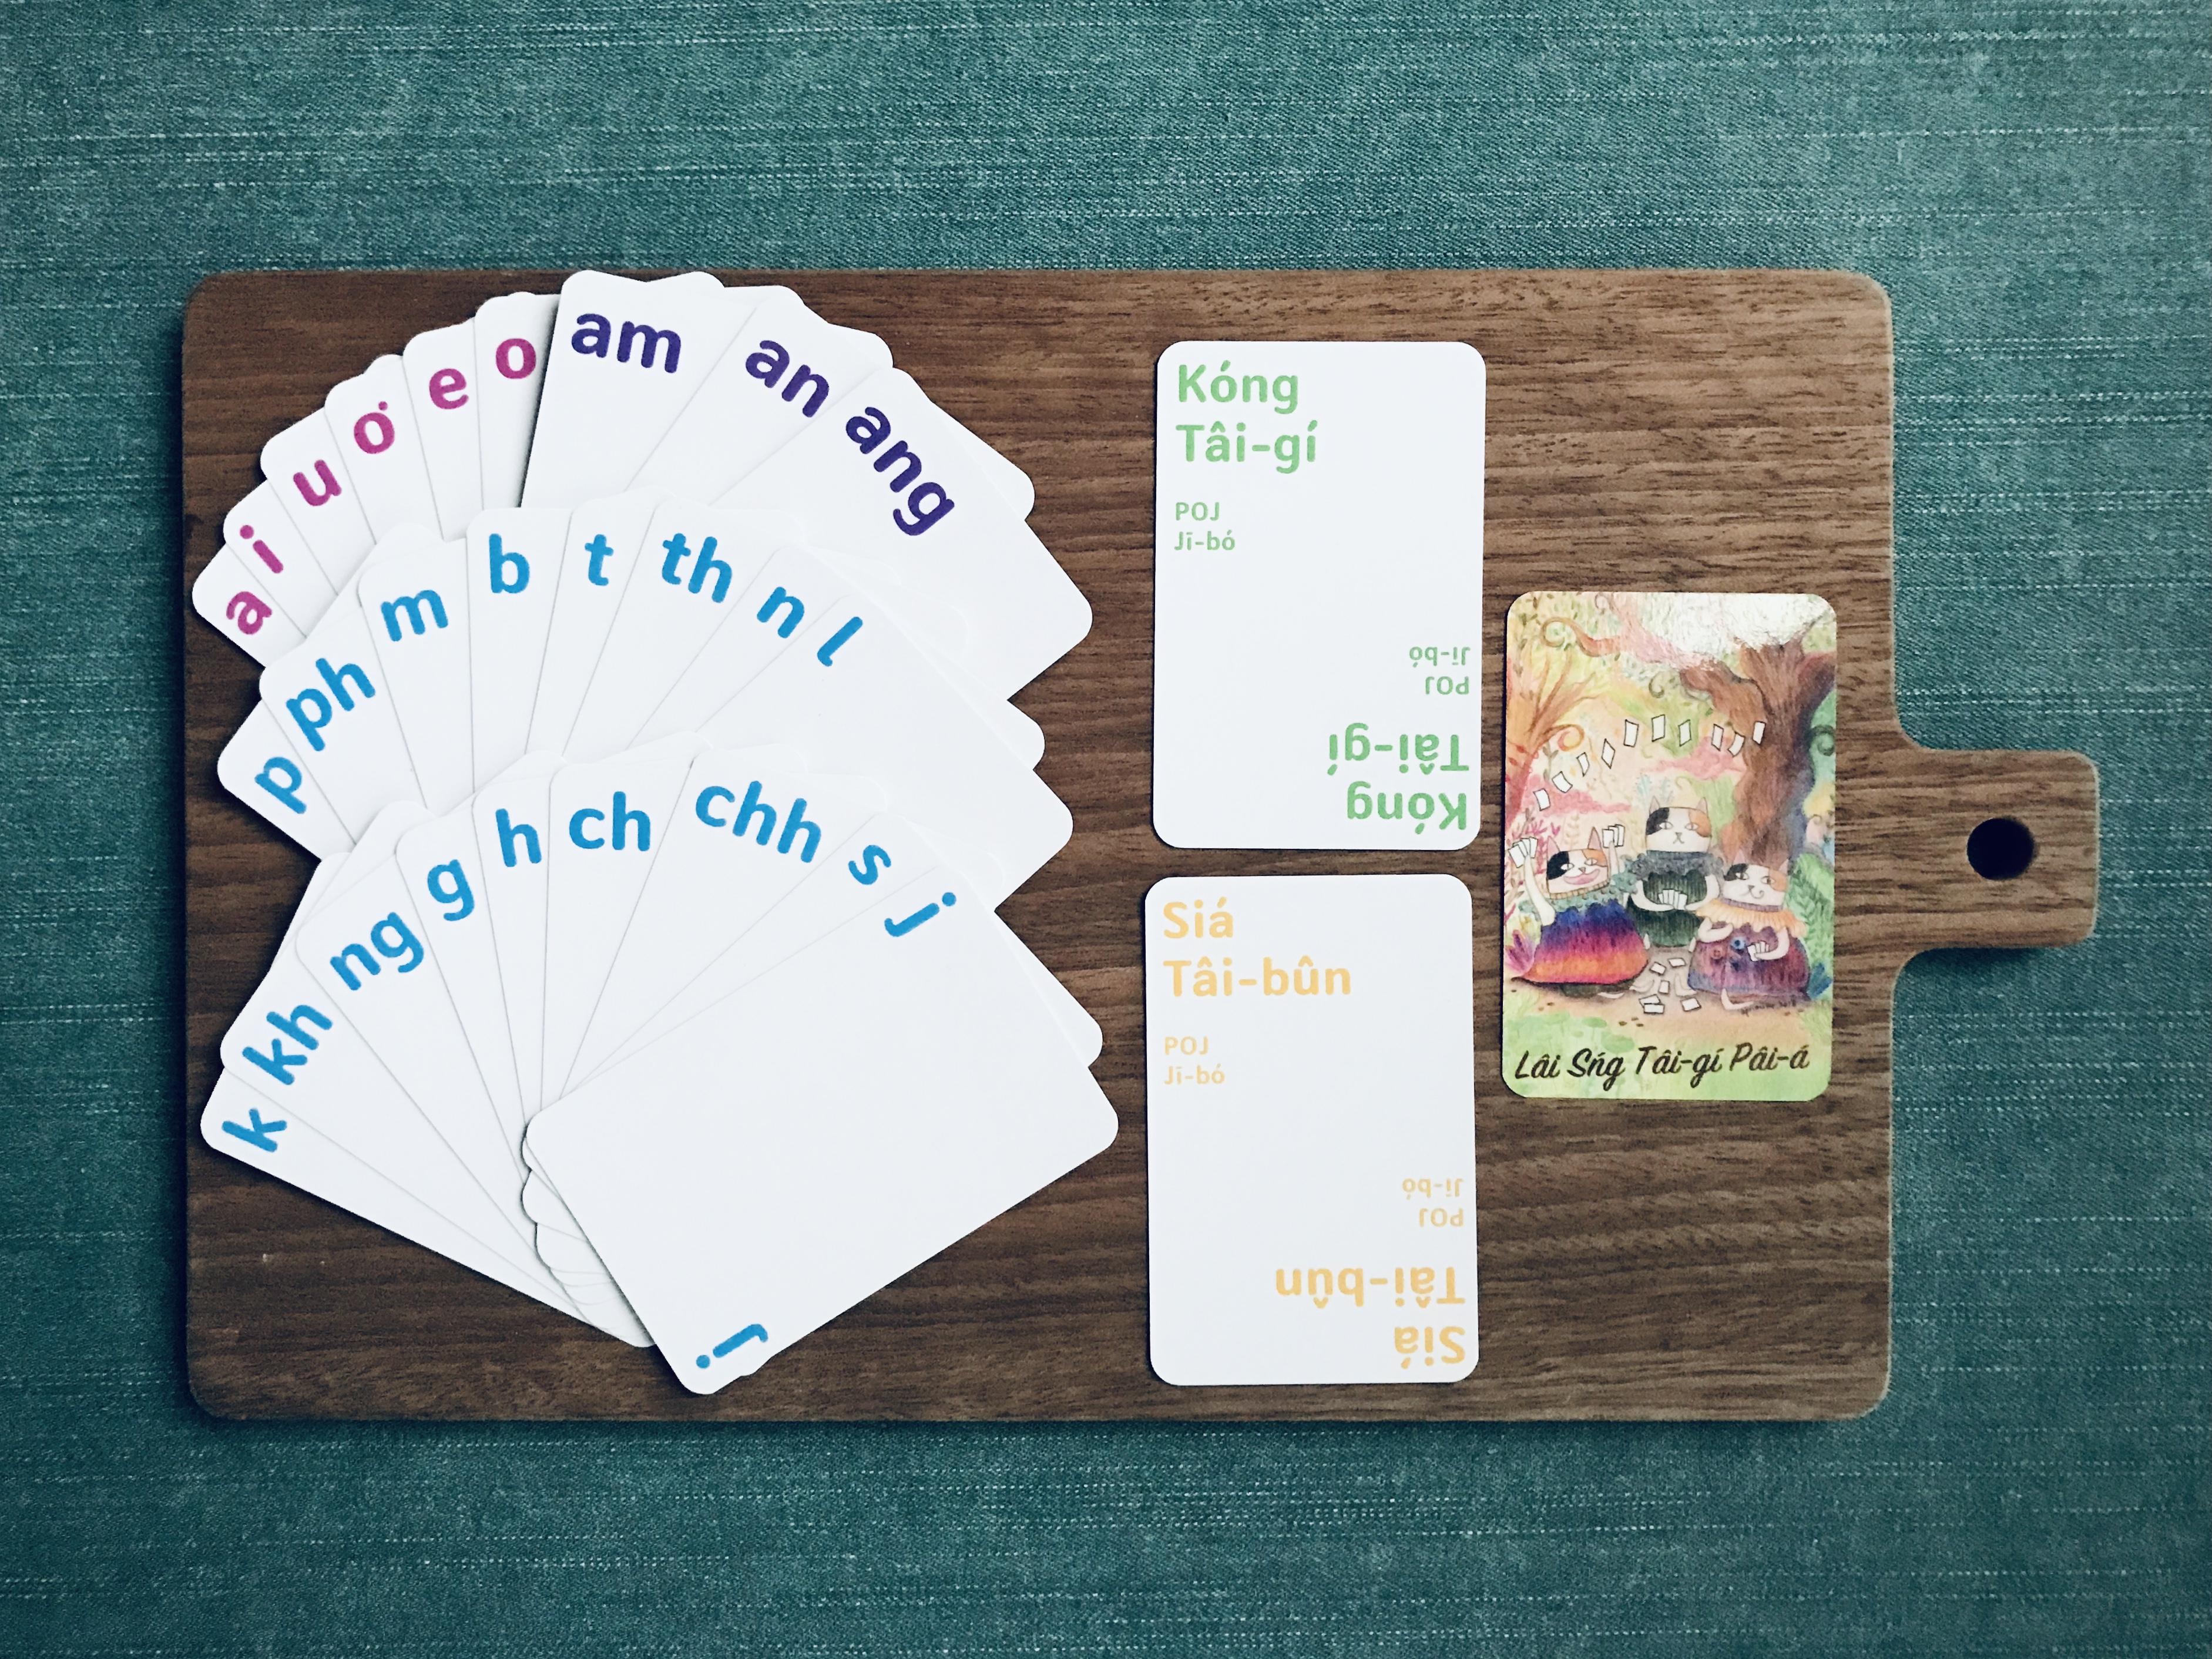 a
i
u
o͘
e
o
am
an
ang
p
ph
m
b
t
th
n
l
k
kh
ng
g
h
ch
chh
s
j
j
Kóng
Tâi-gí
POJ
Jī-bó
Kóng
Tâi-gí
POJ
Jī-bó
Siá
Tâi-bûn
POJ
Jī-bó
Siá
Tâi-bûn
POJ
Jī-bó
Lâi Sńg Tâi-gí Pâi-á